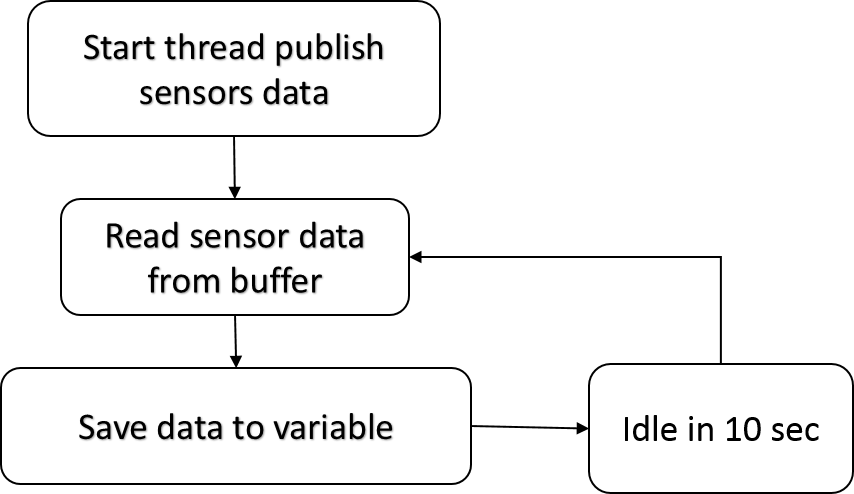 Start thread publish
sensors data
Read sensor data
from buffer
Save data to variable
Idle in 10 sec